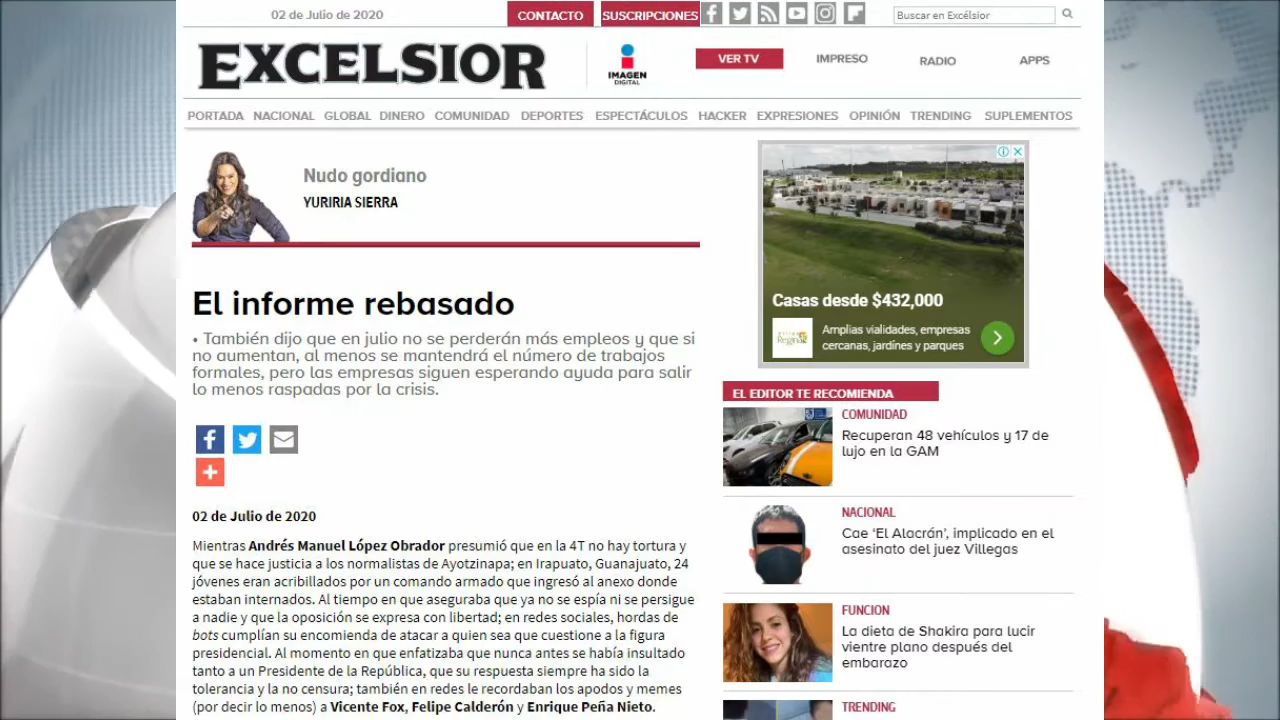 02 de Julio de 2020
CONTACTO
SUSCRIPCIONES
Buscar en Excélsior
EXCELSIOR
IMAGEN
DIGITAL
VER TV
IMPRESO
RADIO
APPS
PORTADA NACIONAL GLOBAL DINERO COMUNIDAD DEPORTES ESPECTÁCULOS HACKER EXPRESIONES OPINIÓN TRENDING SUPLEMENTOS
Nudo gordiano
YURIRIA SIERRA
El informe rebasado
• También dijo que en julio no se perderán más empleos y que si
no aumentan, al menos se mantendrá el número de trabajos
formales, pero las empresas siguen esperando ayuda para salir
lo menos raspadas por la crisis.
02 de Julio de 2020
Mientras Andrés Manuel López Obrador presumió que en la 4T no hay tortura y
que se hace justicia a los normalistas de Ayotzinapa; en Irapuato, Guanajuato, 24
jóvenes eran acribillados por un comando armado que ingresó al anexo donde
estaban internados. Al tiempo en que aseguraba que ya no se espía ni se persigue
a nadie y que la oposición se expresa con libertad; en redes sociales, hordas de
bots cumplían su encomienda de atacar a quien sea que cuestione a la figura
presidencial. Al momento en que enfatizaba que nunca antes se había insultado
tanto a un Presidente de la República, que su respuesta siempre ha sido la
tolerancia y la no censura; también en redes le recordaban los apodos y memes
(por decir lo menos) a Vicente Fox, Felipe Calderón y Enrique Peña Nieto.
Casas desde $432,000
Amplias vialidades, empresas
cercanas, jardínes y parques
EL EDITOR TE RECOMIENDA
COMUNIDAD
Recuperan 48 vehículos y 17 de
lujo en la GAM
NACIONAL
Cae ‘El Alacrán’, implicado en el
asesinato del juez Villegas
FUNCION
La dieta de Shakira para lucir
vientre plano después del
embarazo
TRENDING